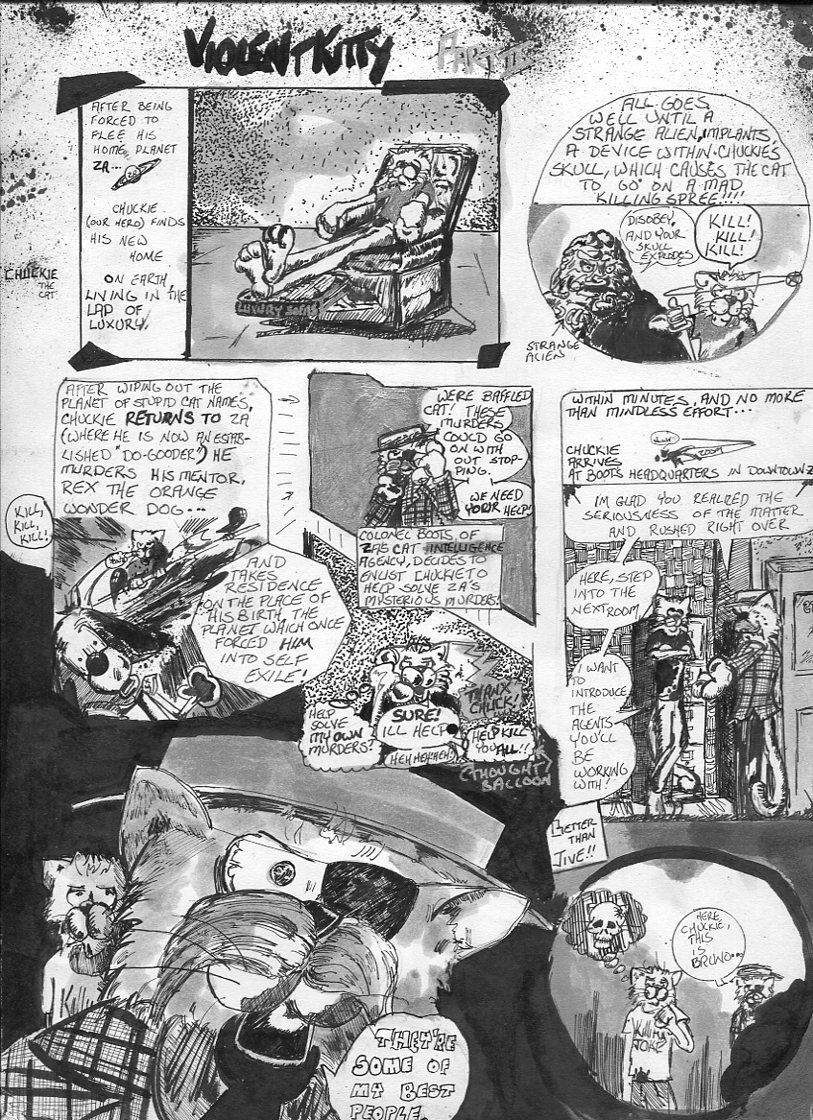 VIOLENT KITTY
PART II
AFTER BEING
FORCED TO
FLEE HIS
HOME PLANET
ZA...
CHUCKIE
(OUR HERO) FINDS
HIS NEW
HOME
ON EARTH
LIVING IN THE
LAP OF
LUXURY.
CHUCKIE
THE
CAT
LUXURY SOFAS
ALL GOES
WELL UNTIL A
STRANGE ALIEN, IMPLANTS
A DEVICE WITHIN CHUCKIE'S
SKULL, WHICH CAUSES THE CAT
TO GO ON A MAD
KILLING SPREE!!!!
DISOBEY,
AND YOUR
SKULL
EXPLODES
KILL!
KILL!
KILL!
STRANGE
ALIEN
AFTER WIPING OUT THE
PLANET OF STUPID CAT NAMES,
CHUCKIE RETURNS TO ZA
(WHERE HE IS NOW AN ESTAB-
LISHED "DO-GOODER") HE
MURDERS HIS MENTOR,
REX THE ORANGE
WONDER DOG...
KILL,
KILL,
KILL!
AND
TAKES
RESIDENCE
ON THE PLACE OF
HIS BIRTH, THE
PLANET WHICH ONCE
FORCED HIM
INTO SELF
EXILE!
WERE BAFFLED
CAT! THESE
MURDERS
COULD GO
ON WITH
OUT STOP-
PING.
WE NEED
YOUR HELP!
COLONEL BOOTS, OF
ZA'S CAT INTELLIGENCE
AGENCY, DECIDES TO
ENLIST CHUCKIE TO
HELP SOLVE ZA'S
MYSTERIOUS MURDERS!
THANX
CHUCK!
HELP
SOLVE
MY OWN
MURDERS?
SURE!
ILL HELP
HEH HEH HEH!
HELP KILL
YOU ALL!!
(THOUGHT)
BALLOON
WITHIN MINUTES, AND NO MORE
THAN MINDLESS EFFORT...
ZOOM
CHUCKIE
ARRIVES
AT BOOTS HEADQUARTERS IN DOWNTOWN-Z
IM GLAD YOU REALIZED THE
SERIOUSNESS OF THE MATTER
AND RUSHED RIGHT OVER
HERE, STEP
INTO THE
NEXT ROOM,
I WANT
TO
INTRODUCE
THE
AGENTS
YOU'LL
BE
WORKING
WITH!
BETTER
THAN
JIVE!!
KILLING
THEY'RE
SOME OF
MY BEST
PEOPLE.
HERE,
CHUCKIE,
THIS
IS
BRUNO...
KILLING
JOKE